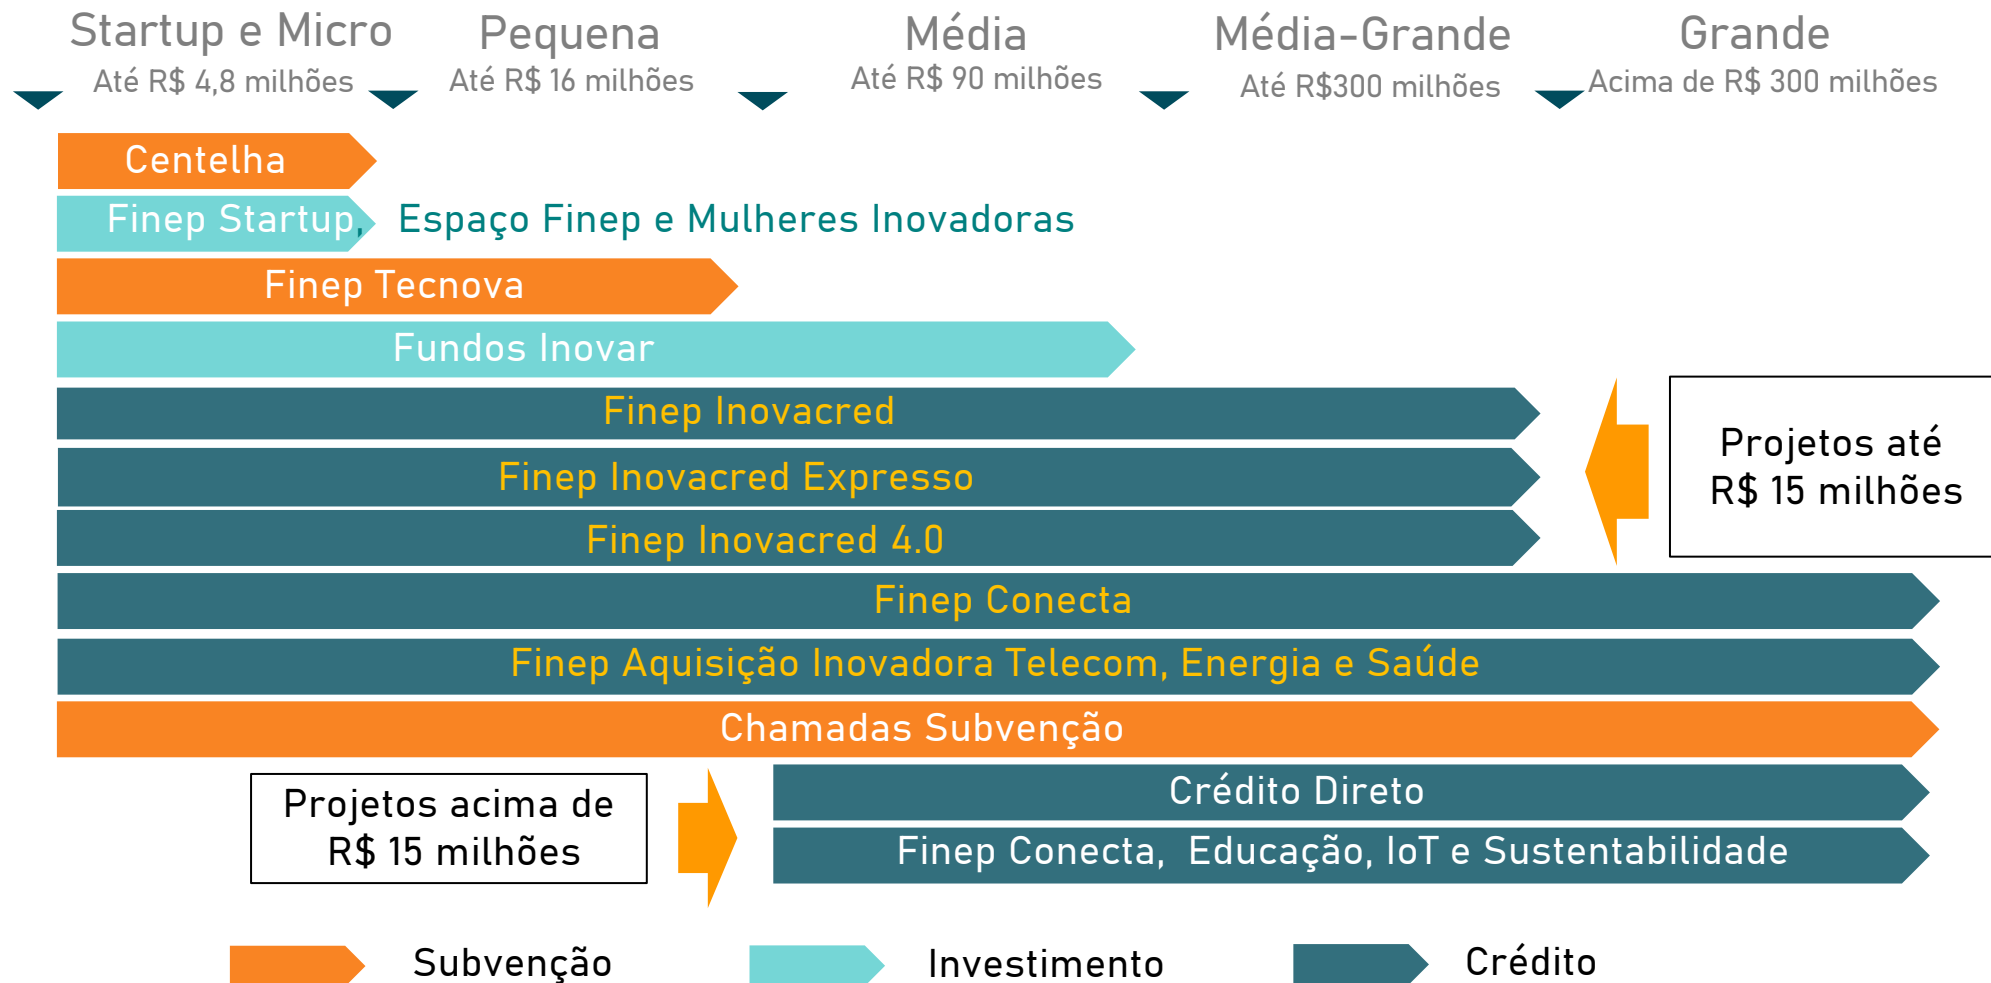 Startup e Micro
Até R$ 4,8 milhões
Pequena
Até R$ 16 milhões
Média
Até R$ 90 milhões
Média-Grande
Até R$300 milhões
Grande
Acima de R$ 300 milhões
Centelha
Finep Startup, Espaço Finep e Mulheres Inovadoras
Finep Tecnova
Fundos Inovar
Finep Inovacred
Finep Inovacred Expresso
Finep Inovacred 4.0
Projetos até
R$ 15 milhões
Finep Conecta
Finep Aquisição Inovadora Telecom, Energia e Saúde
Chamadas Subvenção
Projetos acima de
R$ 15 milhões
Crédito Direto
Finep Conecta, Educação, IoT e Sustentabilidade
Subvenção
Investimento
Crédito